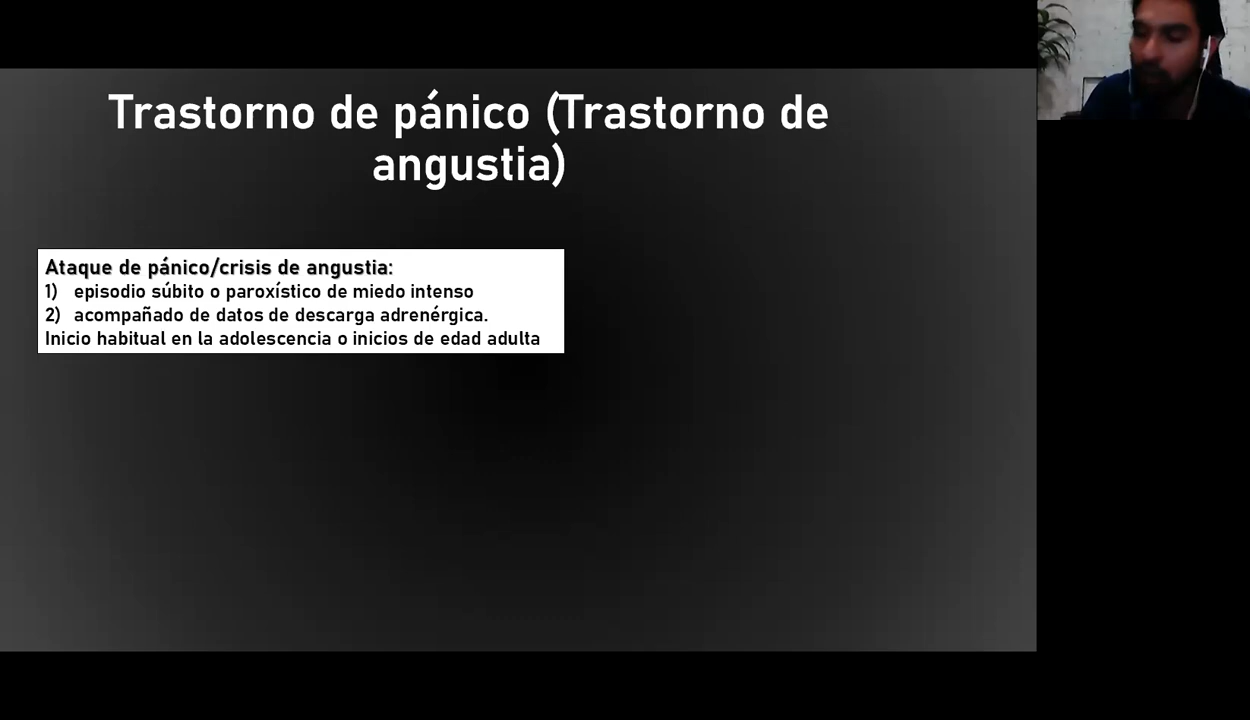 Trastorno de pánico (Trastorno de
angustia)
Ataque de pánico/crisis de angustia:
1) episodio súbito o paroxístico de miedo intenso
2) acompañado de datos de descarga adrenérgica.
Inicio habitual en la adolescencia o inicios de edad adulta